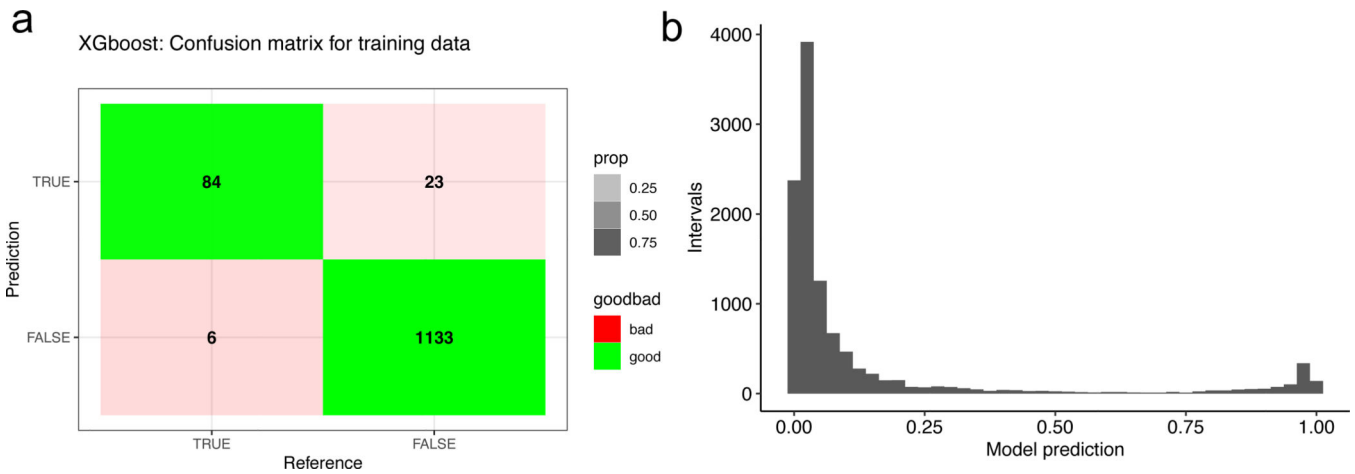 a
XGboost: Confusion matrix for training data
Prediction
TRUE
FALSE
84
23
6
1133
TRUE
FALSE
Reference
prop
0.25
0.50
0.75
goodbad
bad
good
b
Intervals
4000
3000
2000
1000
0
0.00
0.25
0.50
0.75
1.00
Model prediction